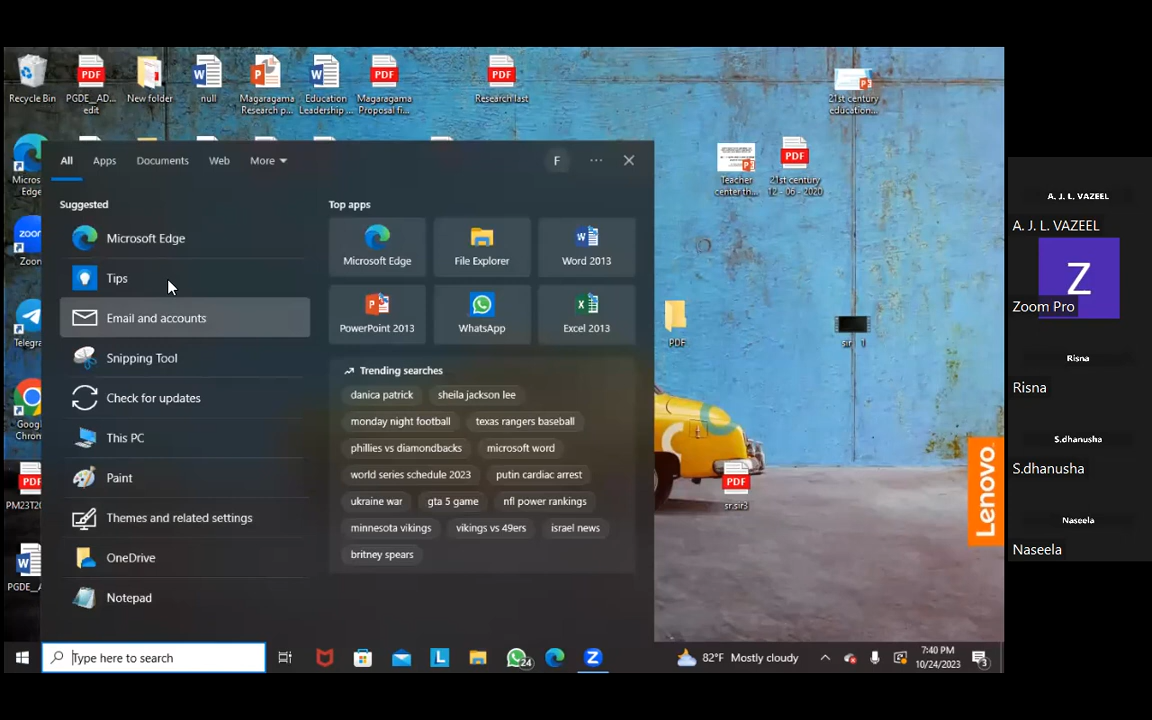 Recycle Bin
PGDE_AD...
edit
New folder
null
Magaragama
Research p...
Education
Leadership ...
Magaragama
Proposal fi...
Research last
21st century
education...
Teacher
center th...
21st century
12 - 06 - 2020
Micros...
Edge
Zoom
Telegra
Google
Chrom
PM23T20
PGDE_A
All
Apps
Documents
Web
More
F
Suggested
Microsoft Edge
Tips
Email and accounts
Snipping Tool
Check for updates
This PC
Paint
Themes and related settings
OneDrive
Notepad
Top apps
Microsoft Edge
File Explorer
Word 2013
PowerPoint 2013
WhatsApp
Excel 2013
Trending searches
danica patrick
sheila jackson lee
monday night football
texas rangers baseball
phillies vs diamondbacks
microsoft word
world series schedule 2023
putin cardiac arrest
ukraine war
gta 5 game
nfl power rankings
minnesota vikings
vikings vs 49ers
israel news
britney spears
PDF
sr.sir3
Lenovo
Type here to search
24
82°F Mostly cloudy
7:40 PM
10/24/2023
3
A. J. L. VAZEEL
A. J. L. VAZEEL
Z
Zoom Pro
Risna
Risna
S.dhanusha
S.dhanusha
Naseela
Naseela